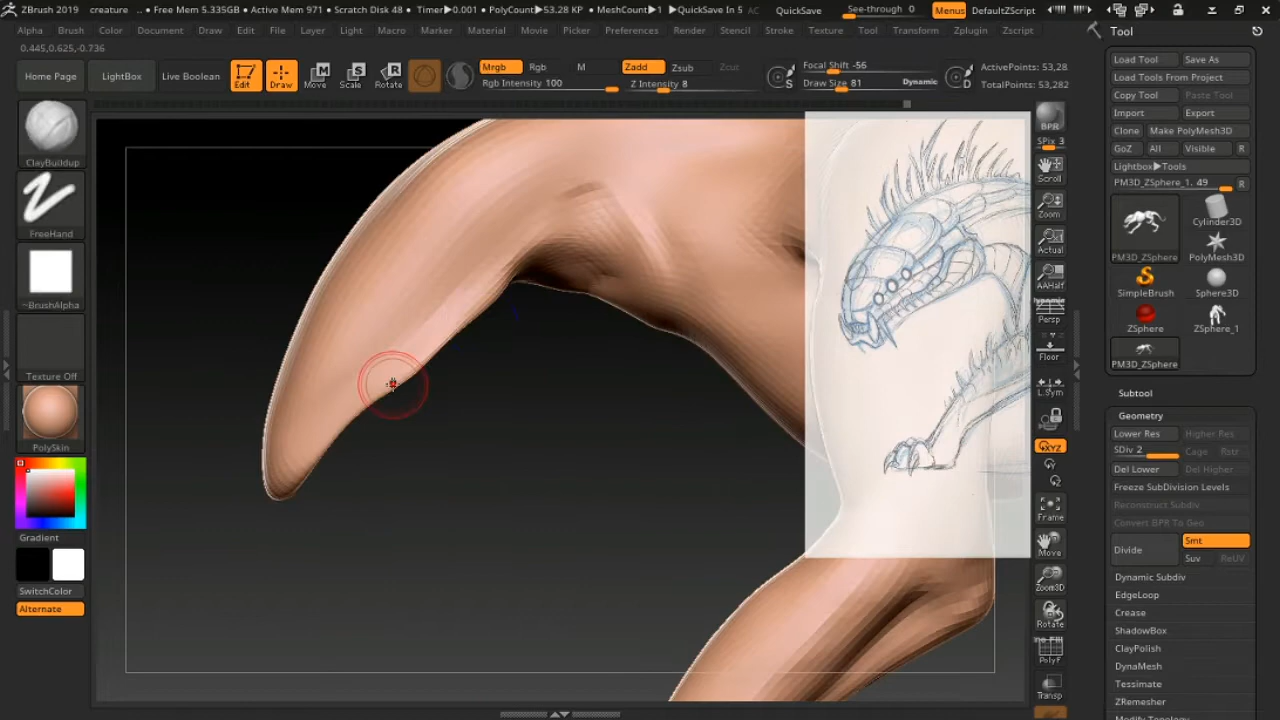 ZBrush 2019 creature .. • Free Mem 5.335GB • Active Mem 971 • Scratch Disk 48 • Timer▶0.001 • PolyCount▶53.28 KP • MeshCount▶1 ▶QuickSave In 5 AC QuickSave See-through 0 Menus DefaultZScript
Alpha Brush Color Document Draw Edit File Layer Light Macro Marker Material Movie Picker Preferences Render Stencil Stroke Texture Tool Transform Zplugin Zscript
0.445,0.625,-0.736
Home Page LightBox Live Boolean Edit Draw Move Scale Rotate
Mrgb Rgb M Zadd Zsub Zcut
Rgb Intensity 100 Z Intensity 8
S Focal Shift -56
Draw Size 81 Dynamic D
ActivePoints: 53,28
TotalPoints: 53,282
ClayBuildup
FreeHand
~BrushAlpha
Texture Off
PolySkin
Gradient
SwitchColor
Alternate
BPR
SPix 3
Scroll
Zoom
Actual
AAHalf
Dynamic
Persp
Floor
L.Sym
XYZ
Frame
Move
Zoom3D
Rotate
PolyF
Transp
Tool
Load Tool Save As
Load Tools From Project
Copy Tool Paste Tool
Import Export
Clone Make PolyMesh3D
GoZ All Visible R
Lightbox▶Tools
PM3D_ZSphere_1. 49 R
Cylinder3D
PM3D_ZSphere PolyMesh3D
SimpleBrush Sphere3D
ZSphere ZSphere_1
PM3D_ZSphere
Subtool
Geometry
Lower Res Higher Res
SDiv 2 Cage Rstr
Del Lower Del Higher
Freeze SubDivision Levels
Reconstruct Subdiv
Convert BPR To Geo
Divide Smt
Suv ReUV
Dynamic Subdiv
EdgeLoop
Crease
ShadowBox
ClayPolish
DynaMesh
Tessimate
ZRemesher
Modify Topology